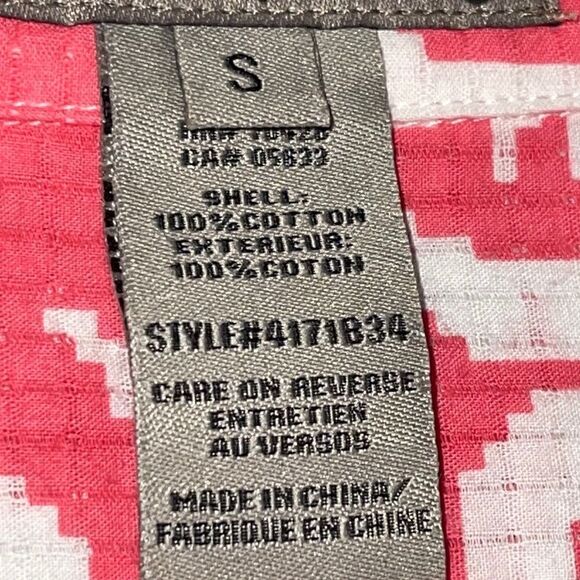 S
CA# 05633
SHELL:
100%COTTON
EXTERIEUR:
100%COTON
STYLE#4171B34
CARE ON REVERSE
ENTRETIEN
AU VERSOS
MADE IN CHINA/
FABRIQUE EN CHINE